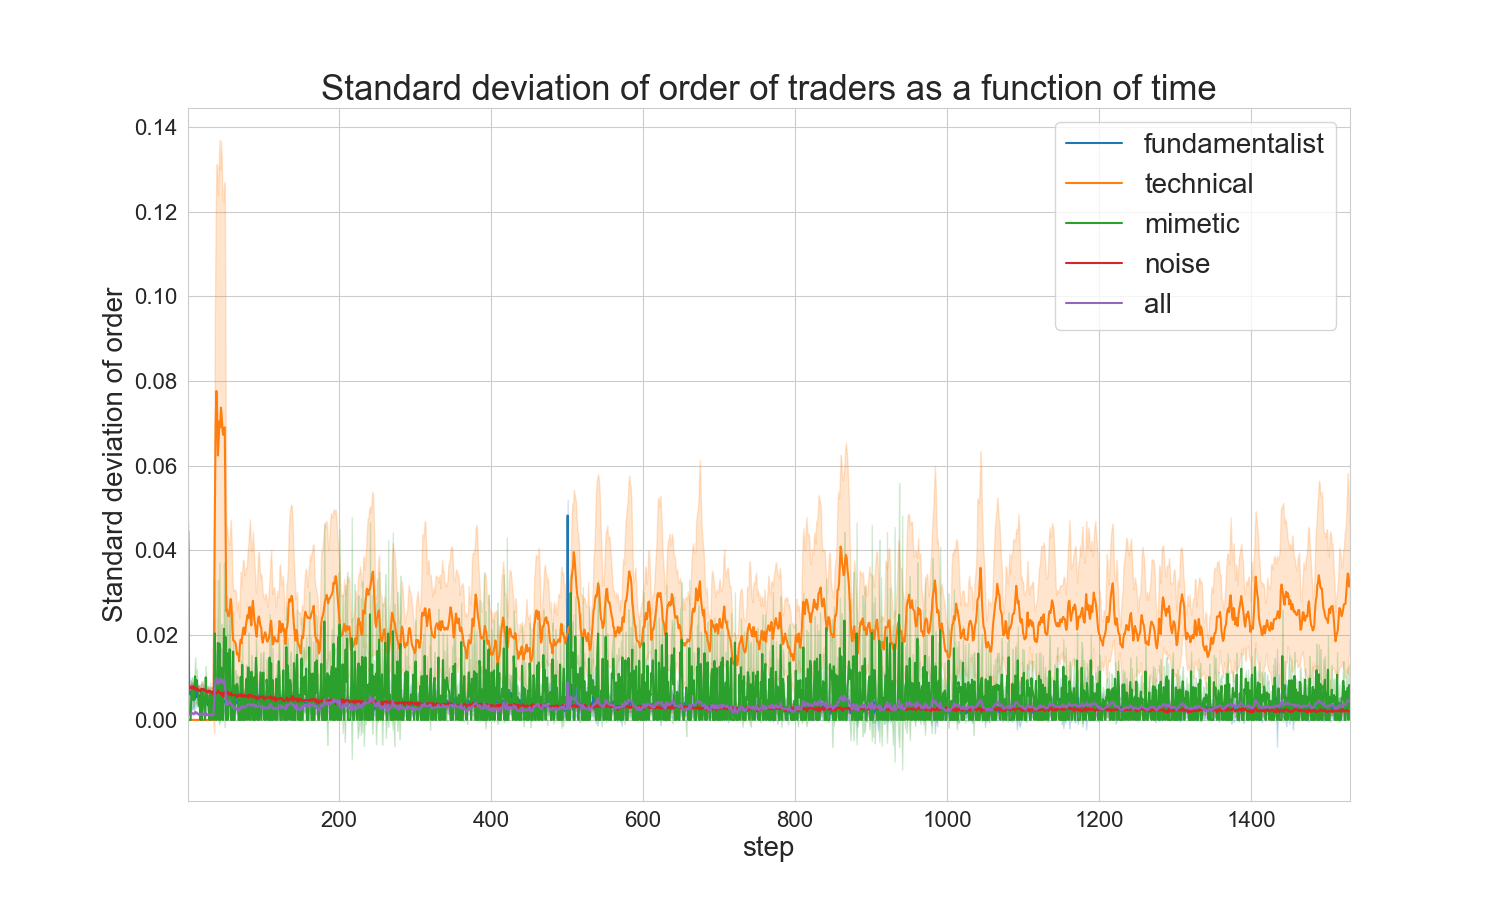 Standard deviation of order of traders as a function of time
Standard deviation of order
0.14
0.12
0.10
0.08
0.06
0.04
0.02
0.00
fundamentalist
technical
mimetic
noise
all
200 400 600 800 1000 1200 1400
step